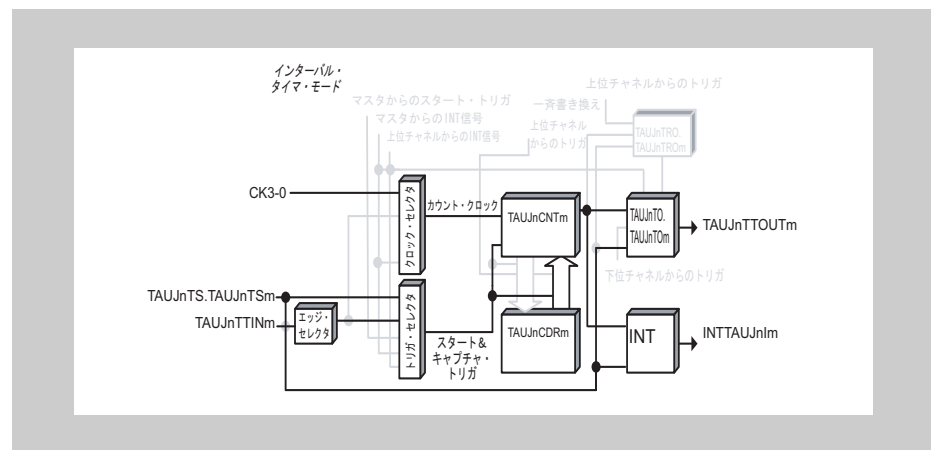 インターバル・
タイマ・モード
上位チャネルからのトリガ
マスタからのスタート・トリガ
一斉書き換え
マスタからのINT信号
上位チャネル
からのトリガ
上位チャネルからのINT信号
TAUJnTRO.
TAUJnTROm
CK3-0
クロック・セレクタ
カウント・クロック
TAUJnCNTm
TAUJnTO.
TAUJnTOm
TAUJnTTOUTm
下位チャネルからのトリガ
TAUJnTS.TAUJnTSm
TAUJnTTINm
エッジ・
セレクタ
トリガ・セレクタ
スタート&
キャプチャ・
トリガ
TAUJnCDRm
INT
INTTAUJnIm